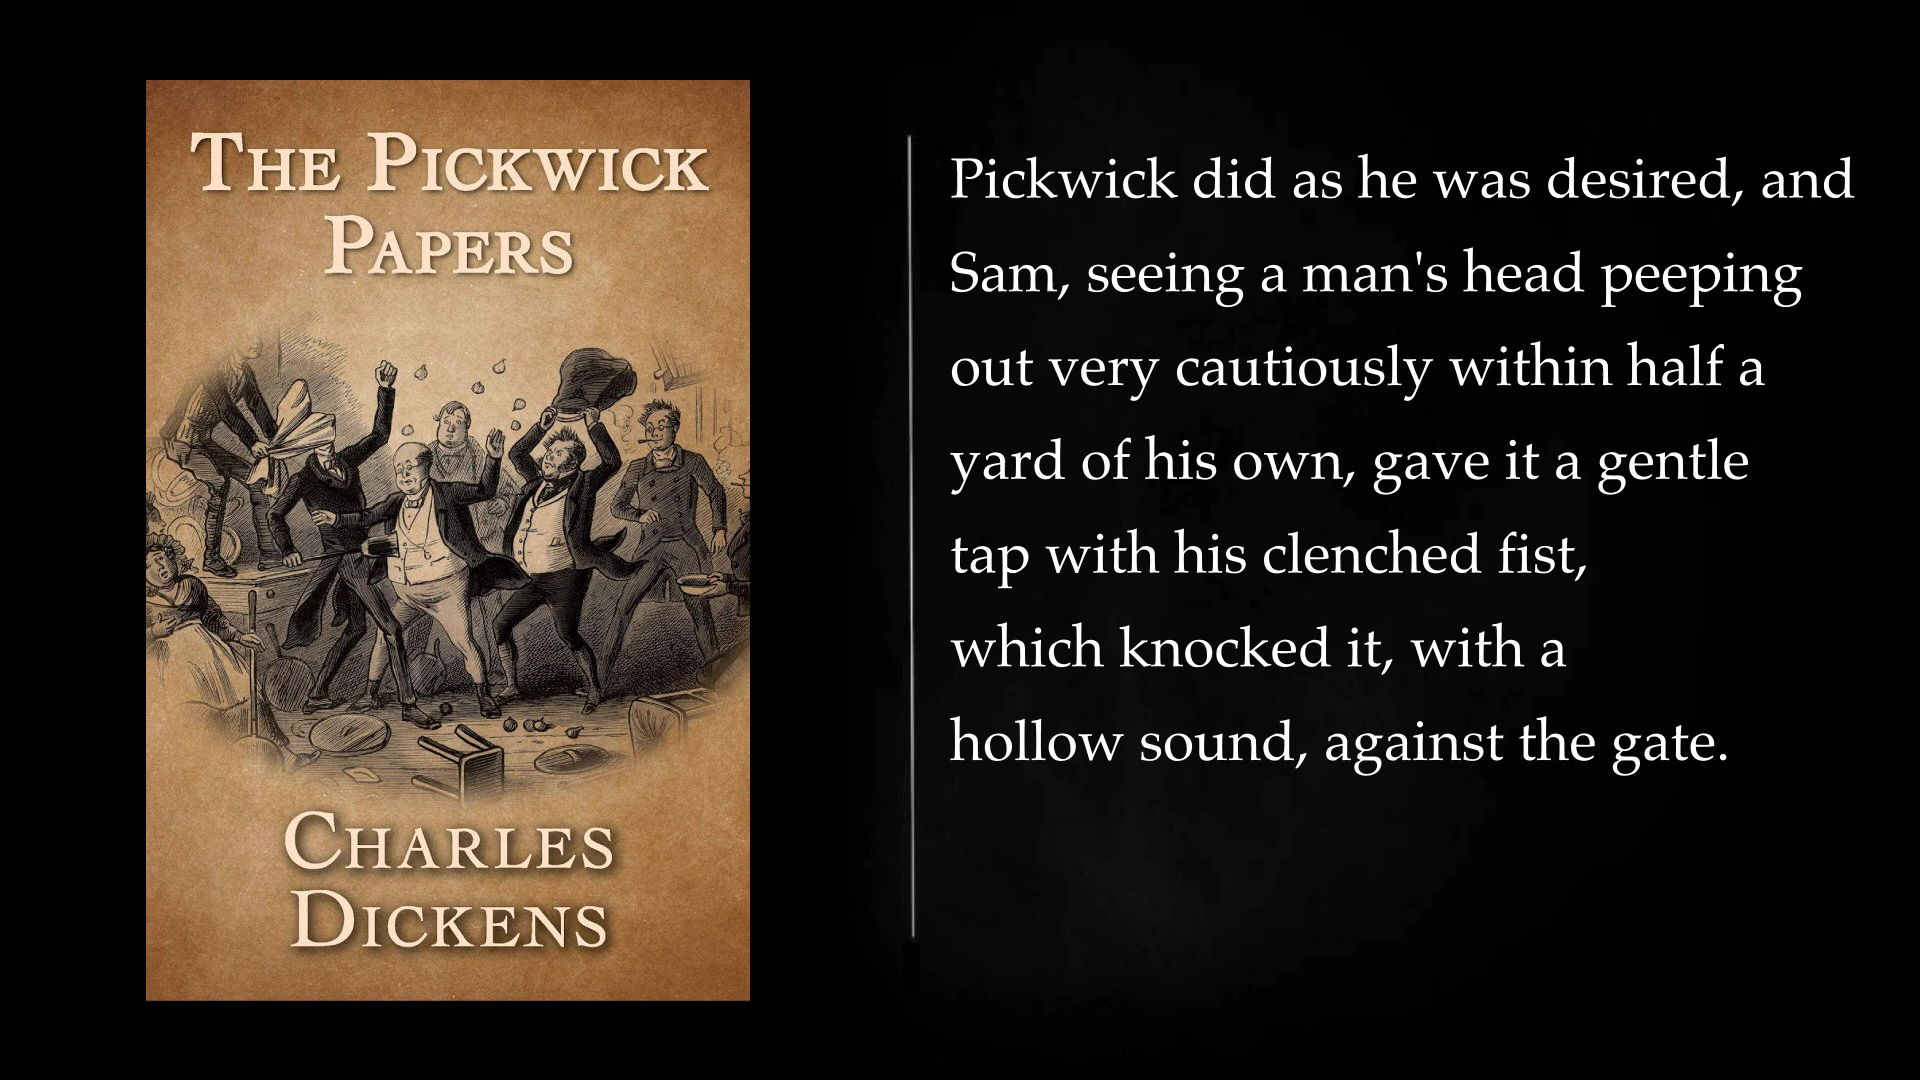 THE PICKWICK
PAPERS
CHARLES
DICKENS
Pickwick did as he was desired, and
Sam, seeing a man's head peeping
out very cautiously within half a
yard of his own, gave it a gentle
tap with his clenched fist,
which knocked it, with a
hollow sound, against the gate.